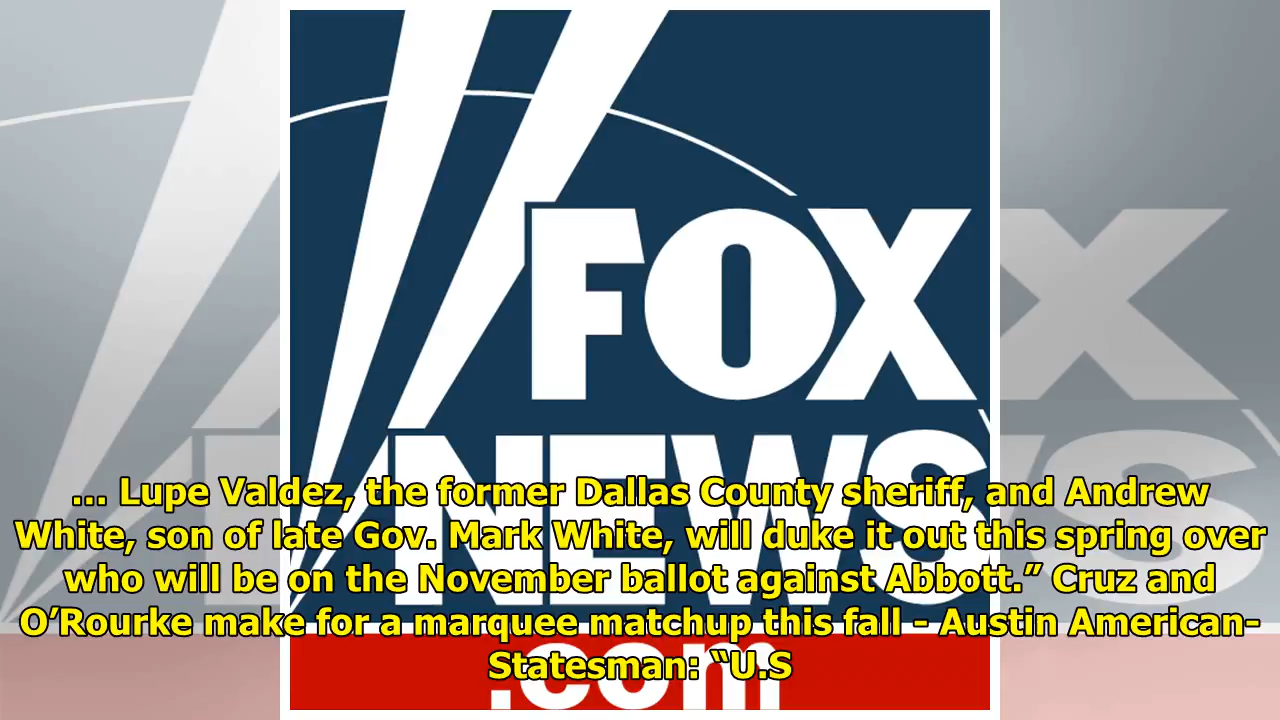 FOX
NEWS
.com
... Lupe Valdez, the former Dallas County sheriff, and Andrew
White, son of late Gov. Mark White, will duke it out this spring over
who will be on the November ballot against Abbott.” Cruz and
O’Rourke make for a marquee matchup this fall - Austin American-
Statesman: “U.S